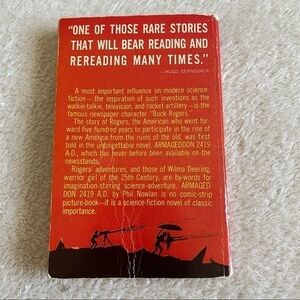 "ONE OF THOSE RARE STORIES
THAT WILL BEAR READING AND
REREADING MANY TIMES."
—HUGO GERNSBACK
A most important influence on modern science-
fiction — the inspiration of such inventions as the
walkie-talkie, television, and rocket artillery — is the
famous newspaper character "Buck Rogers."
The story of Rogers, the American who went for-
ward five hundred years to participate in the rise of
a new America from the ruins of the old, was first
told in the unforgettable novel, ARMAGEDDON 2419
A.D., which has never before been available on the
newsstands.
Rogers' adventures, and those of Wilma Deering,
warrior girl of the 25th Century, are by-words for
imagination-stirring science-adventure. ARMAGED-
DON 2419 A.D. by Phil Nowlan is no comic-strip
picture-book — it is a science-fiction novel of classic
importance.